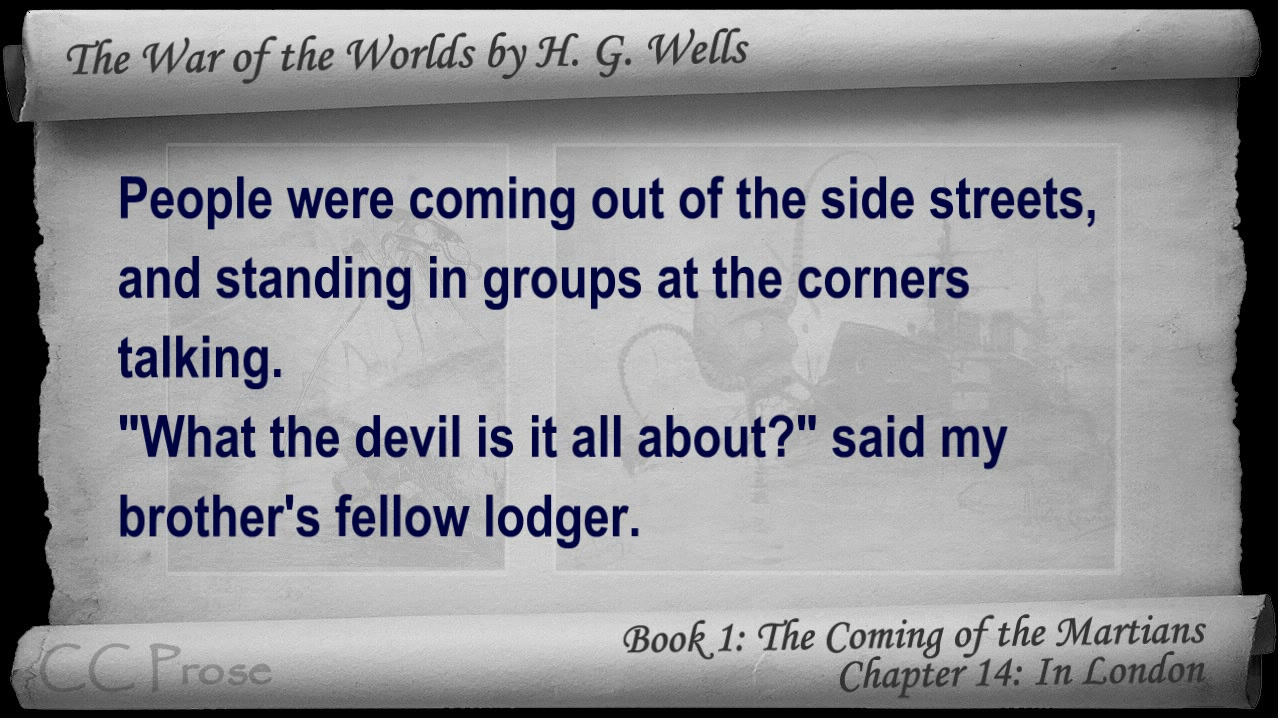 The War of the Worlds by H. G. Wells
People were coming out of the side streets,
and standing in groups at the corners
talking.
"What the devil is it all about?" said my
brother's fellow lodger.
Book 1: The Coming of the Martians
Chapter 14: In London
CC Prose